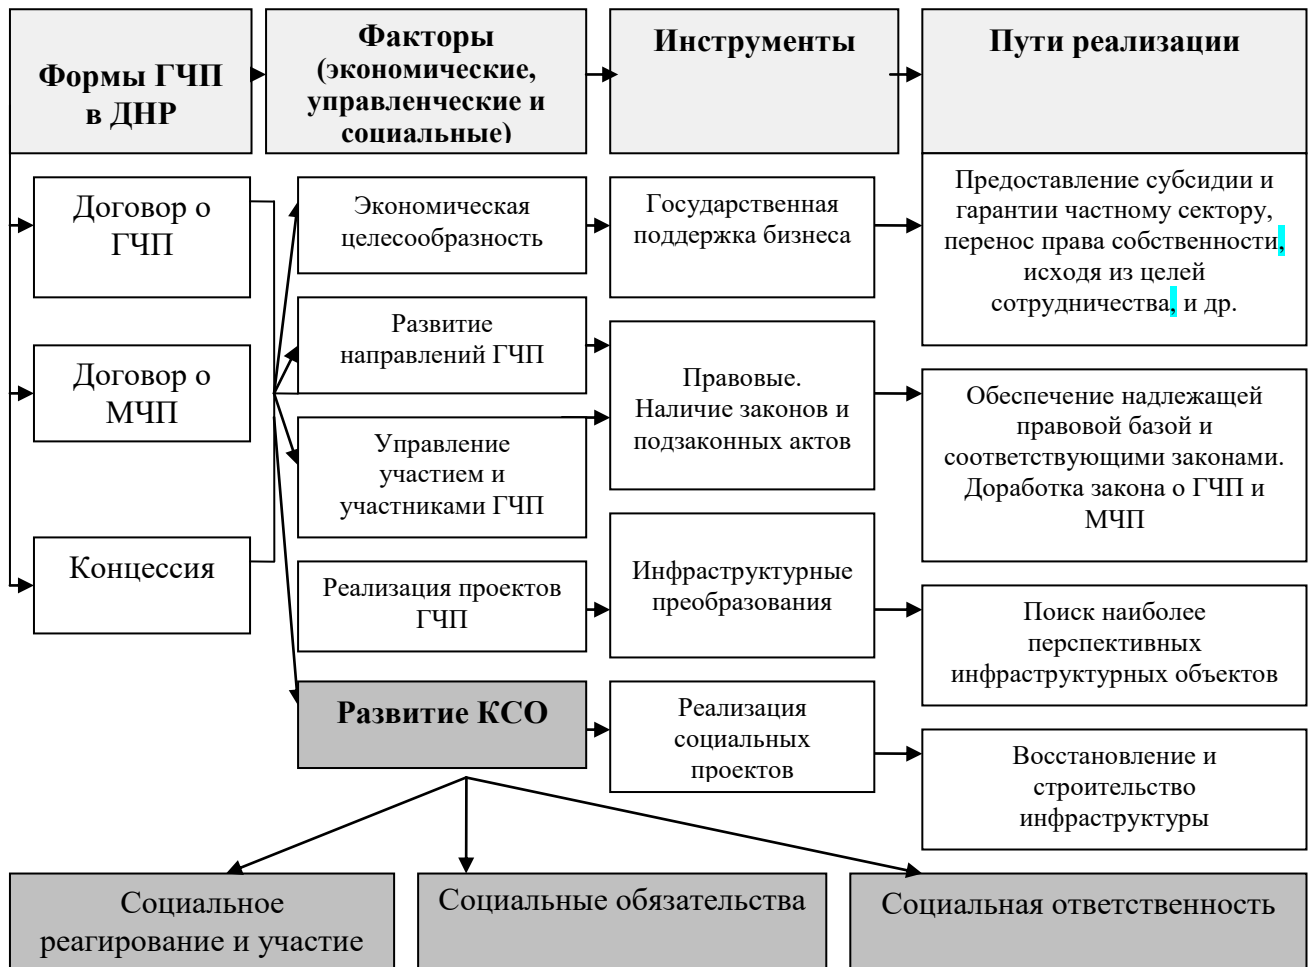 Формы ГЧП
в ДНР
Факторы
(экономические,
управленческие и
социальные)
Инструменты
Пути реализации
Договор о
ГЧП
Договор о
МЧП
Концессия
Экономическая
целесообразность
Развитие
направлений ГЧП
Управление
участием и
участниками ГЧП
Реализация проектов
ГЧП
Развитие КСО
Государственная
поддержка бизнеса
Правовые.
Наличие законов и
подзаконных актов
Инфраструктурные
преобразования
Реализация
социальных
проектов
Предоставление субсидии и
гарантии частному сектору,
перенос права собственности,
исходя из целей
сотрудничества, и др.
Обеспечение надлежащей
правовой базой и
соответствующими законами.
Доработка закона о ГЧП и
МЧП
Поиск наиболее
перспективных
инфраструктурных объектов
Восстановление и
строительство
инфраструктуры
Социальное
реагирование и участие
Социальные обязательства
Социальная ответственность